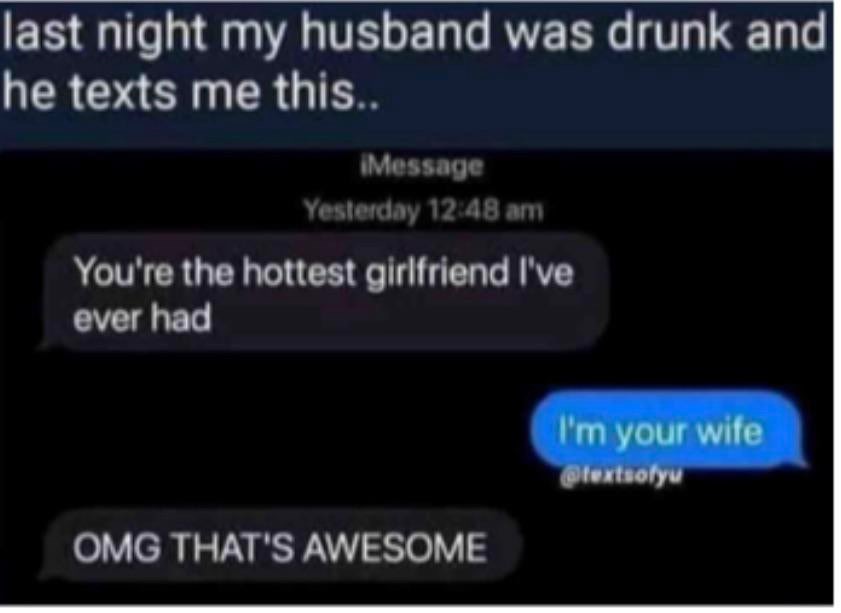 last night my husband was drunk and
he texts me this..
iMessage
Yesterday 12:48 am
You're the hottest girlfriend I've
ever had
I'm your wife
@textsofyu
OMG THAT'S AWESOME